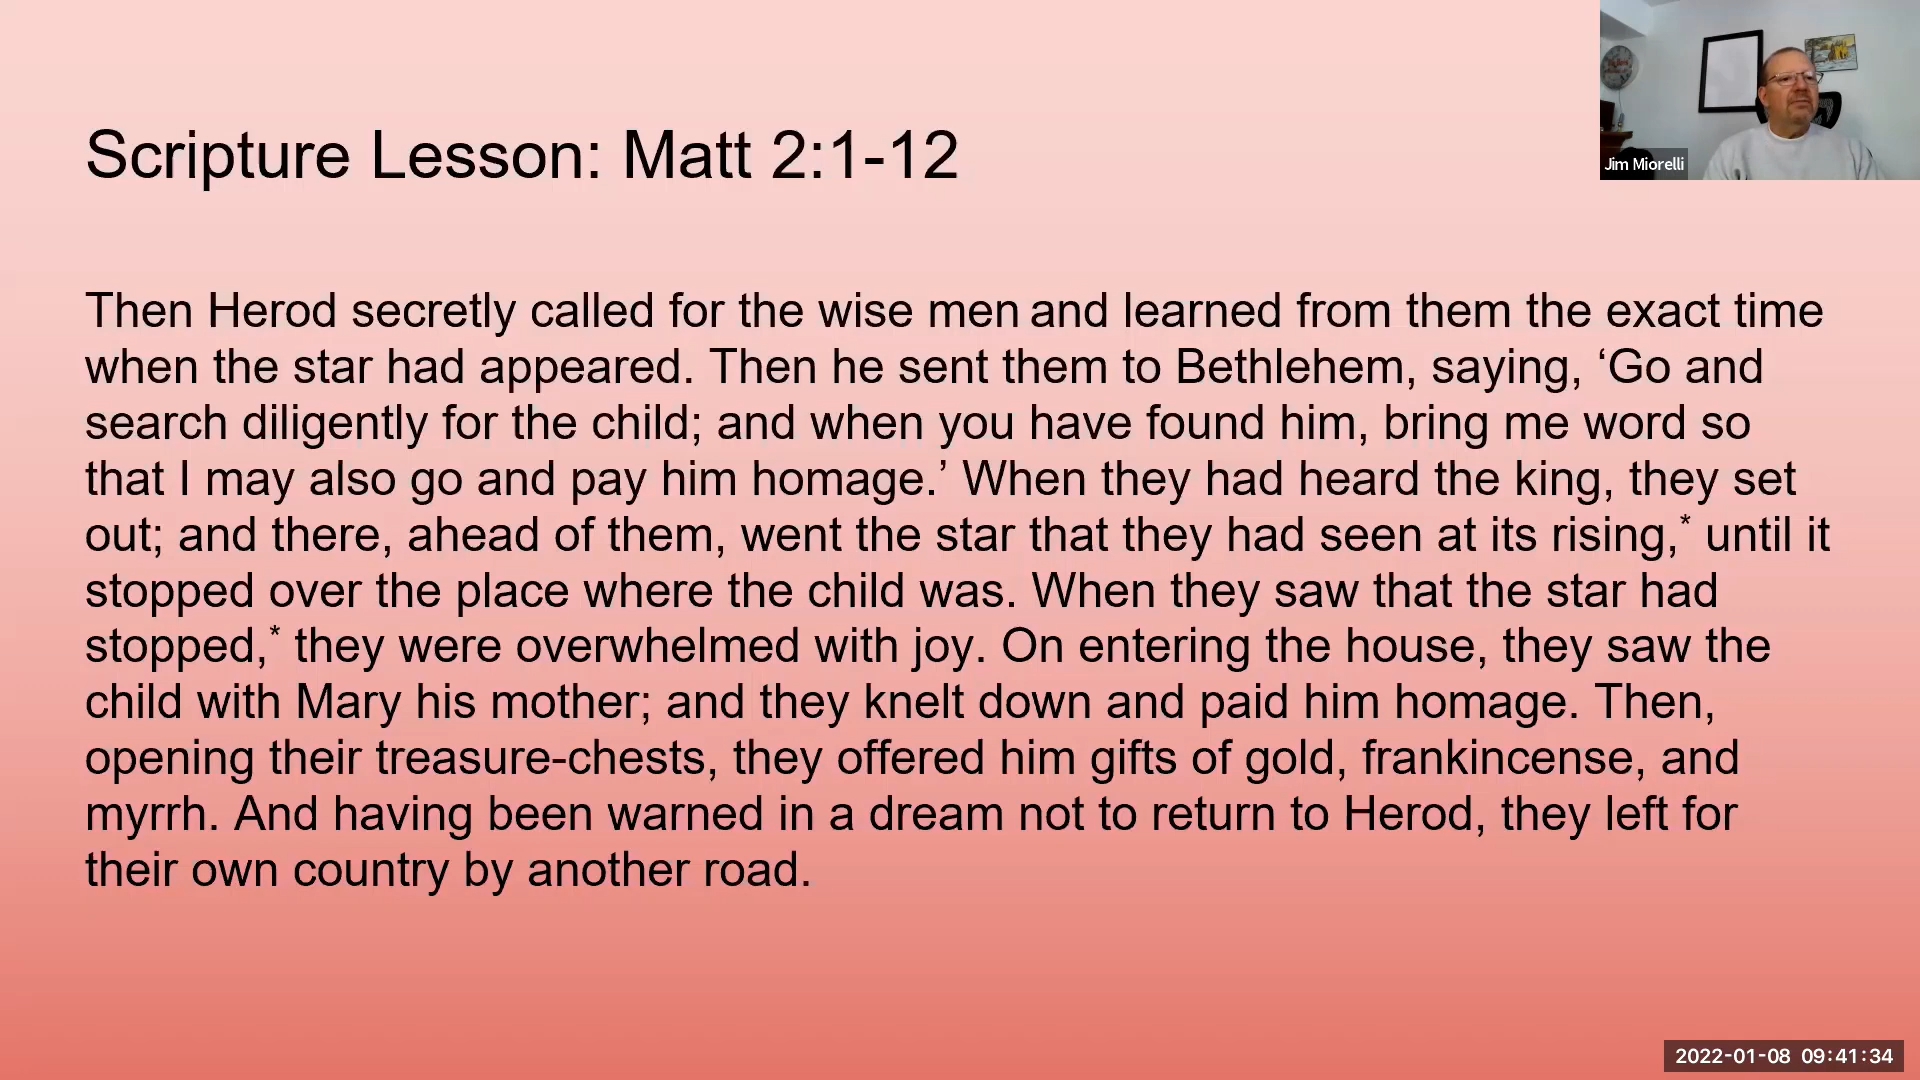 Scripture Lesson: Matt 2:1-12
Jim Miorelli
Then Herod secretly called for the wise men and learned from them the exact time
when the star had appeared. Then he sent them to Bethlehem, saying, ‘Go and
search diligently for the child; and when you have found him, bring me word so
that I may also go and pay him homage.’ When they had heard the king, they set
out; and there, ahead of them, went the star that they had seen at its rising,* until it
stopped over the place where the child was. When they saw that the star had
stopped,* they were overwhelmed with joy. On entering the house, they saw the
child with Mary his mother; and they knelt down and paid him homage. Then,
opening their treasure-chests, they offered him gifts of gold, frankincense, and
myrrh. And having been warned in a dream not to return to Herod, they left for
their own country by another road.
2022-01-08 09:41:34